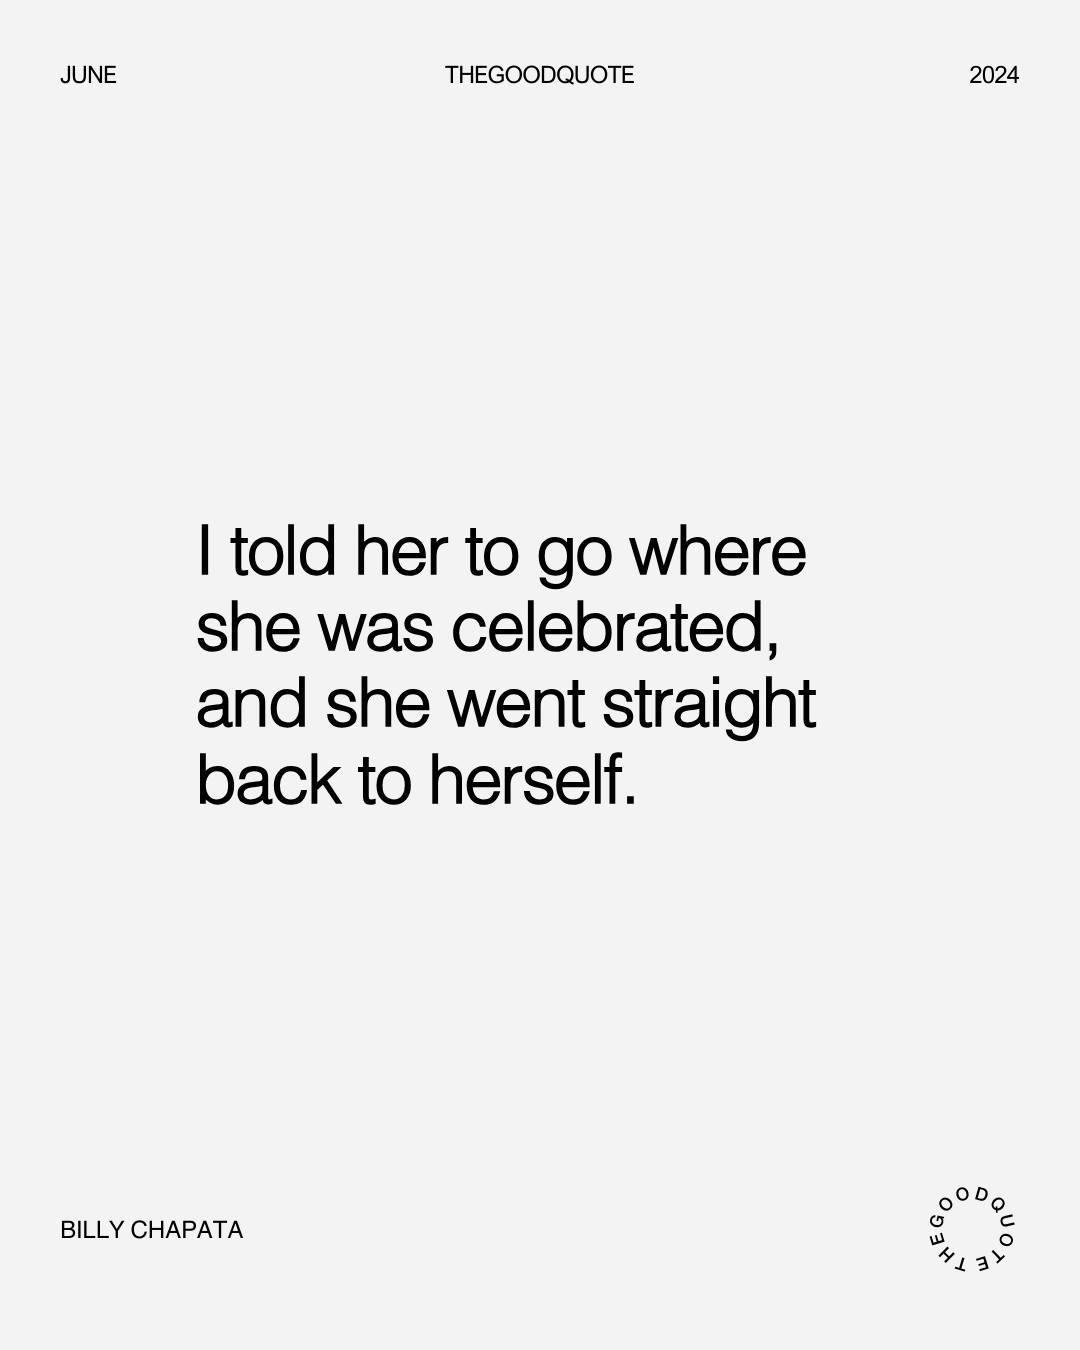 JUNE
THEGOODQUOTE
2024
I told her to go where
she was celebrated,
and she went straight
back to herself.
BILLY CHAPATA
THEGOODQUOTE